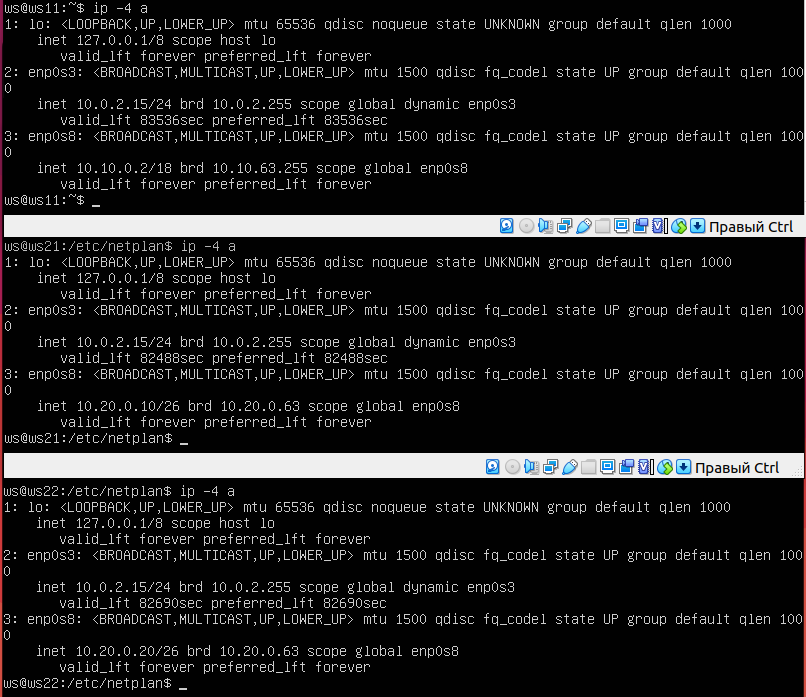 ws@ws11:~$ ip -4 a
1: lo: <LOOPBACK,UP,LOWER_UP> mtu 65536 qdisc noqueue state UNKNOWN group default qlen 1000
    inet 127.0.0.1/8 scope host lo
       valid_lft forever preferred_lft forever
2: enp0s3: <BROADCAST,MULTICAST,UP,LOWER_UP> mtu 1500 qdisc fq_codel state UP group default qlen 100
0
    inet 10.0.2.15/24 brd 10.0.2.255 scope global dynamic enp0s3
       valid_lft 83536sec preferred_lft 83536sec
3: enp0s8: <BROADCAST,MULTICAST,UP,LOWER_UP> mtu 1500 qdisc fq_codel state UP group default qlen 100
0
    inet 10.10.0.2/18 brd 10.10.63.255 scope global enp0s8
       valid_lft forever preferred_lft forever
ws@ws11:~$ _
Правый Ctrl
ws@ws21:/etc/netplan$ ip -4 a
1: lo: <LOOPBACK,UP,LOWER_UP> mtu 65536 qdisc noqueue state UNKNOWN group default qlen 1000
    inet 127.0.0.1/8 scope host lo
       valid_lft forever preferred_lft forever
2: enp0s3: <BROADCAST,MULTICAST,UP,LOWER_UP> mtu 1500 qdisc fq_codel state UP group default qlen 100
0
    inet 10.0.2.15/24 brd 10.0.2.255 scope global dynamic enp0s3
       valid_lft 82488sec preferred_lft 82488sec
3: enp0s8: <BROADCAST,MULTICAST,UP,LOWER_UP> mtu 1500 qdisc fq_codel state UP group default qlen 100
0
    inet 10.20.0.10/26 brd 10.20.0.63 scope global enp0s8
       valid_lft forever preferred_lft forever
ws@ws21:/etc/netplan$ _
Правый Ctrl
ws@ws22:/etc/netplan$ ip -4 a
1: lo: <LOOPBACK,UP,LOWER_UP> mtu 65536 qdisc noqueue state UNKNOWN group default qlen 1000
    inet 127.0.0.1/8 scope host lo
       valid_lft forever preferred_lft forever
2: enp0s3: <BROADCAST,MULTICAST,UP,LOWER_UP> mtu 1500 qdisc fq_codel state UP group default qlen 100
0
    inet 10.0.2.15/24 brd 10.0.2.255 scope global dynamic enp0s3
       valid_lft 82690sec preferred_lft 82690sec
3: enp0s8: <BROADCAST,MULTICAST,UP,LOWER_UP> mtu 1500 qdisc fq_codel state UP group default qlen 100
0
    inet 10.20.0.20/26 brd 10.20.0.63 scope global enp0s8
       valid_lft forever preferred_lft forever
ws@ws22:/etc/netplan$ _